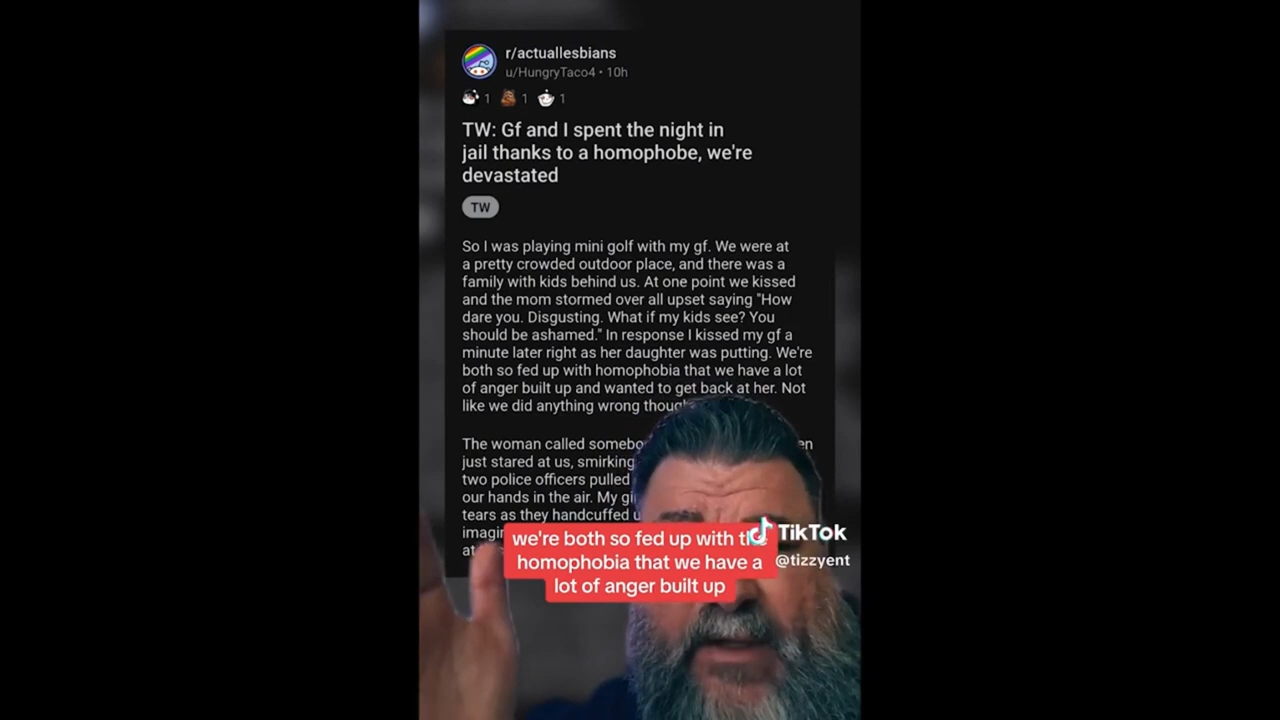 r/actuallesbians
u/HungryTaco4 • 10h
1 1 1
TW: Gf and I spent the night in
jail thanks to a homophobe, we're
devastated
TW
So I was playing mini golf with my gf. We were at
a pretty crowded outdoor place, and there was a
family with kids behind us. At one point we kissed
and the mom stormed over all upset saying "How
dare you. Disgusting. What if my kids see? You
should be ashamed." In response I kissed my gf a
minute later right as her daughter was putting. We're
both so fed up with homophobia that we have a lot
of anger built up and wanted to get back at her. Not
like we did anything wrong
The woman called
just stared at us, smirking
two police officers pulled
our hands in the air. My
tears as they handcuffed
at
we're both so fed up with the
homophobia that we have a
lot of anger built up
TikTok
@tizzyent